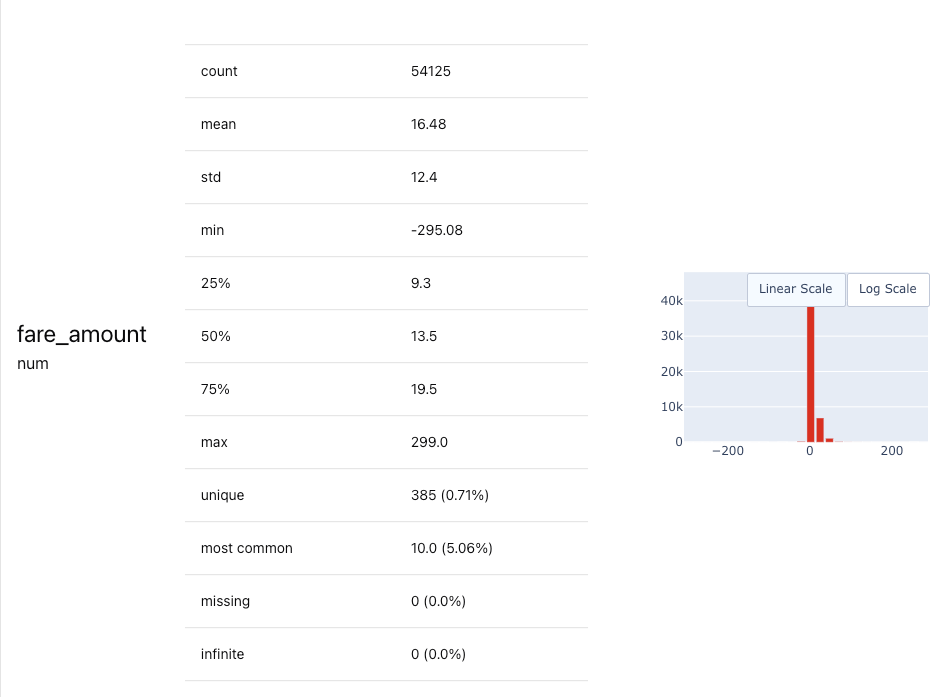 fare_amount
num
count 54125
mean 16.48
std 12.4
min -295.08
25% 9.3
50% 13.5
75% 19.5
max 299.0
unique 385 (0.71%)
most common 10.0 (5.06%)
missing 0 (0.0%)
infinite 0 (0.0%)
Linear Scale Log Scale
40k
30k
20k
10k
0
−200 0 200